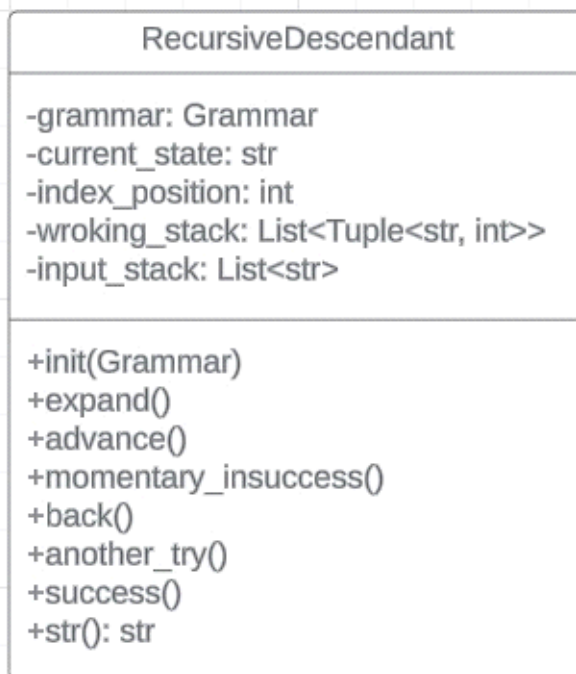 RecursiveDescendant
-grammar: Grammar
-current_state: str
-index_position: int
-wroking_stack: List<Tuple<str, int>>
-input_stack: List<str>
+init(Grammar)
+expand()
+advance()
+momentary_insuccess()
+back()
+another_try()
+success()
+str(): str